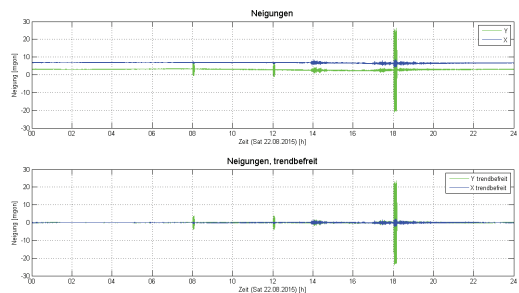 Neigungen
Y
X
30
20
10
0
-10
-20
-30
Neigung [mgon]
00 02 04 06 08 10 12 14 16 18 20 22 24
Zeit (Sat 22.08.2015) [h]
Neigungen, trendbefreit
Y trendbefreit
X trendbefreit
30
20
10
0
-10
-20
-30
Neigung [mgon]
00 02 04 06 08 10 12 14 16 18 20 22 24
Zeit (Sat 22.08.2015) [h]